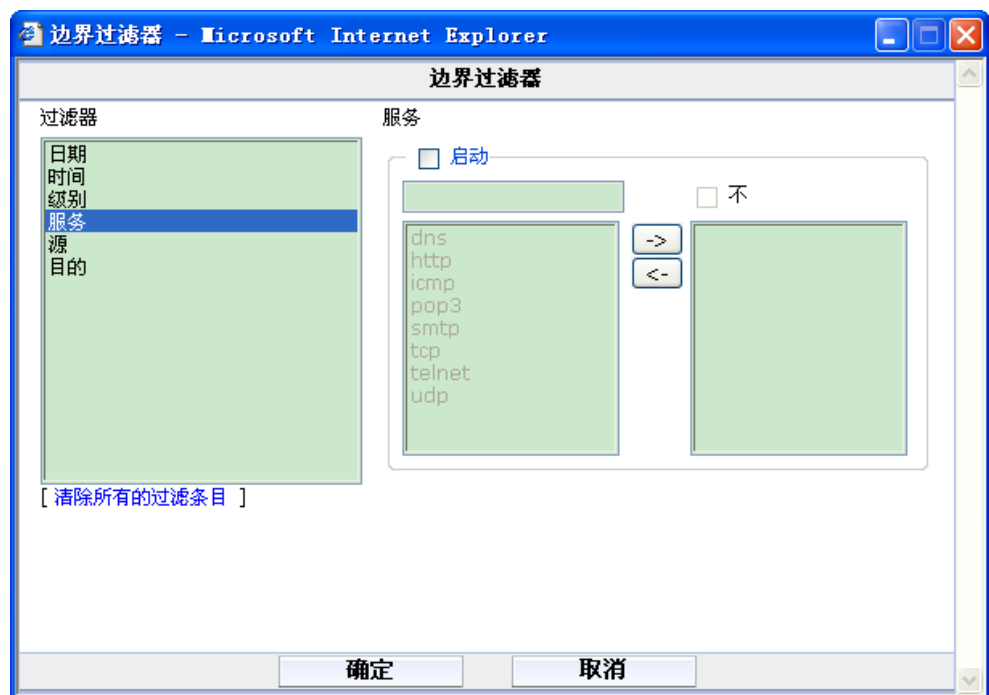 边界过滤器 - Microsoft Internet Explorer
边界过滤器
过滤器
日期
时间
级别
服务
源
目的
[ 清除所有的过滤条目 ]
服务
启动
不
dns
http
icmp
pop3
smtp
tcp
telnet
udp
->
<-
确定
取消